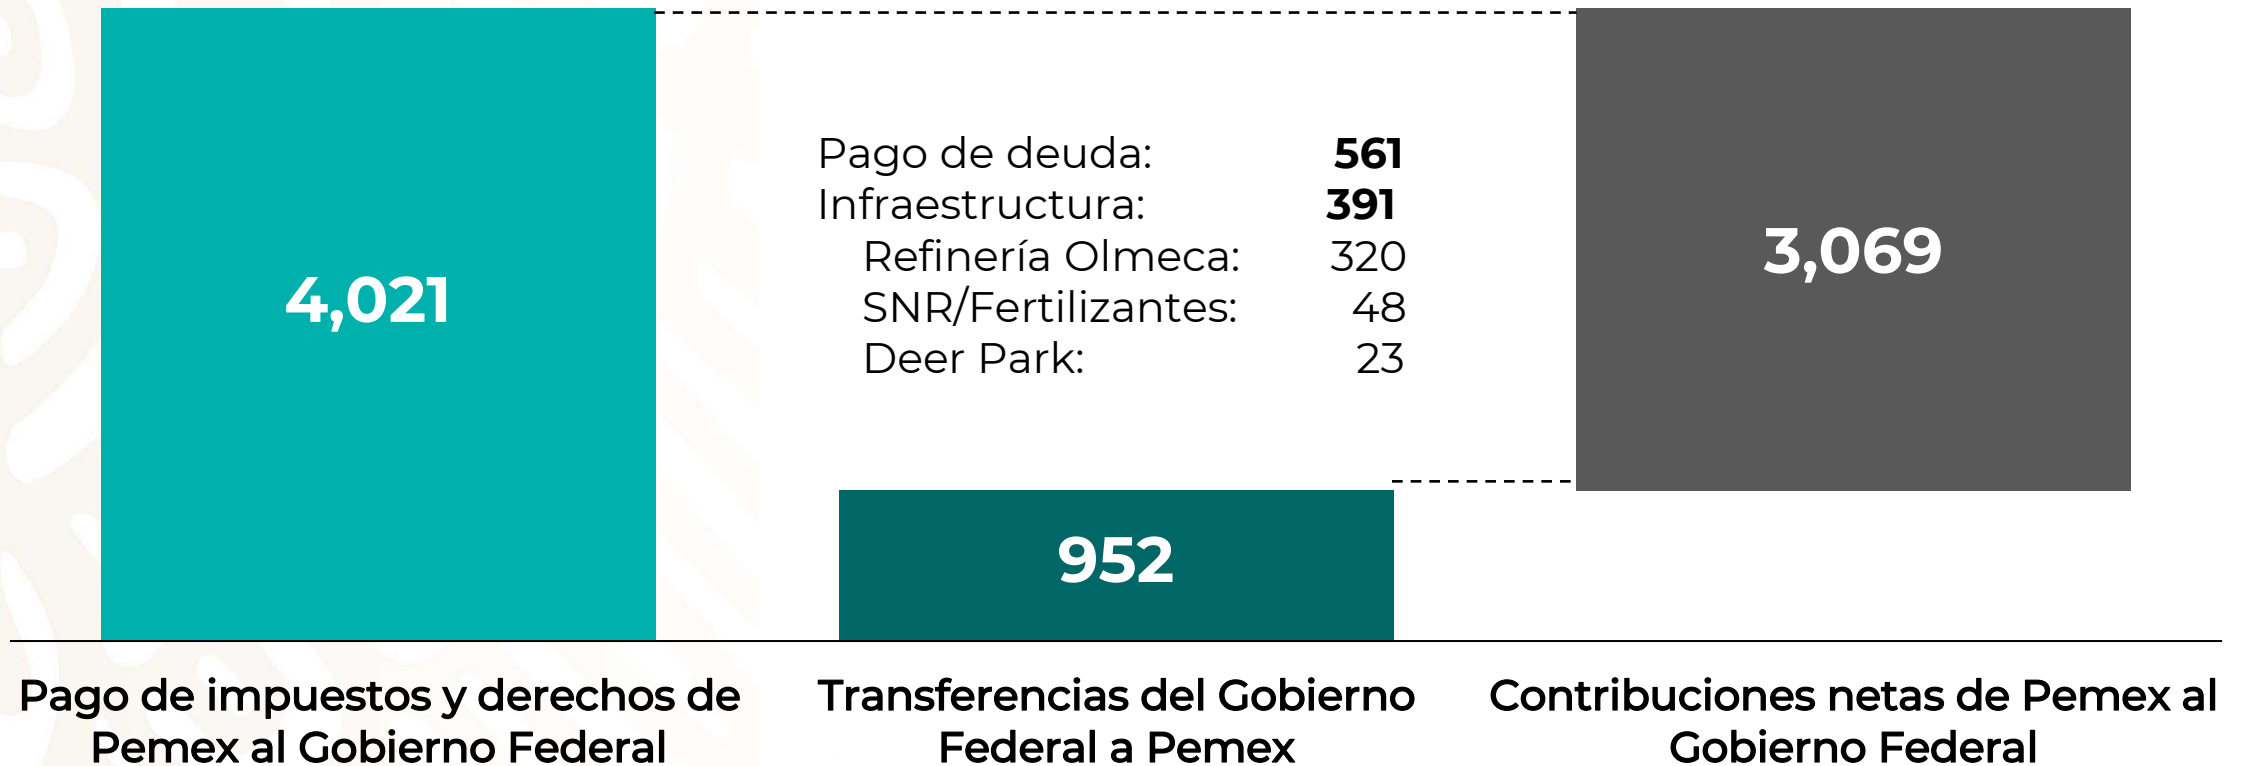 4,021
Pago de deuda: 561
Infraestructura: 391
Refinería Olmeca: 320
SNR/Fertilizantes: 48
Deer Park: 23
952
3,069
Pago de impuestos y derechos de
Pemex al Gobierno Federal
Transferencias del Gobierno
Federal a Pemex
Contribuciones netas de Pemex al
Gobierno Federal